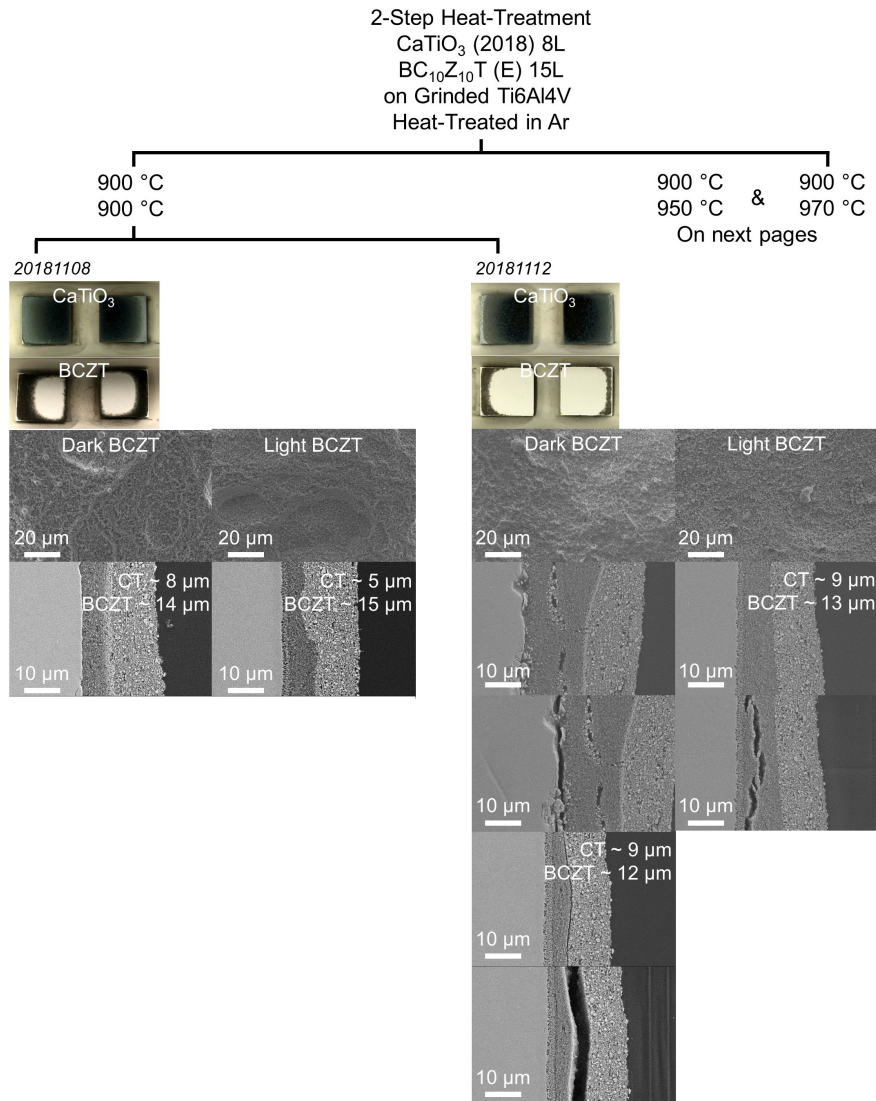 2-Step Heat-Treatment
CaTiO₃ (2018) 8L
BC₁₀Z₁₀T (E) 15L
on Grinded Ti6Al4V
Heat-Treated in Ar
900 °C
900 °C
900 °C
950 °C
&
900 °C
970 °C
On next pages
20181108
CaTiO₃
BCZT
Dark BCZT
Light BCZT
20 µm
20 µm
CT ~ 8 µm
BCZT ~ 14 µm
10 µm
CT ~ 5 µm
BCZT ~ 15 µm
10 µm
20181112
CaTiO₃
BCZT
Dark BCZT
Light BCZT
20 µm
20 µm
10 µm
CT ~ 9 µm
BCZT ~ 13 µm
10 µm
10 µm
10 µm
CT ~ 9 µm
BCZT ~ 12 µm
10 µm
10 µm